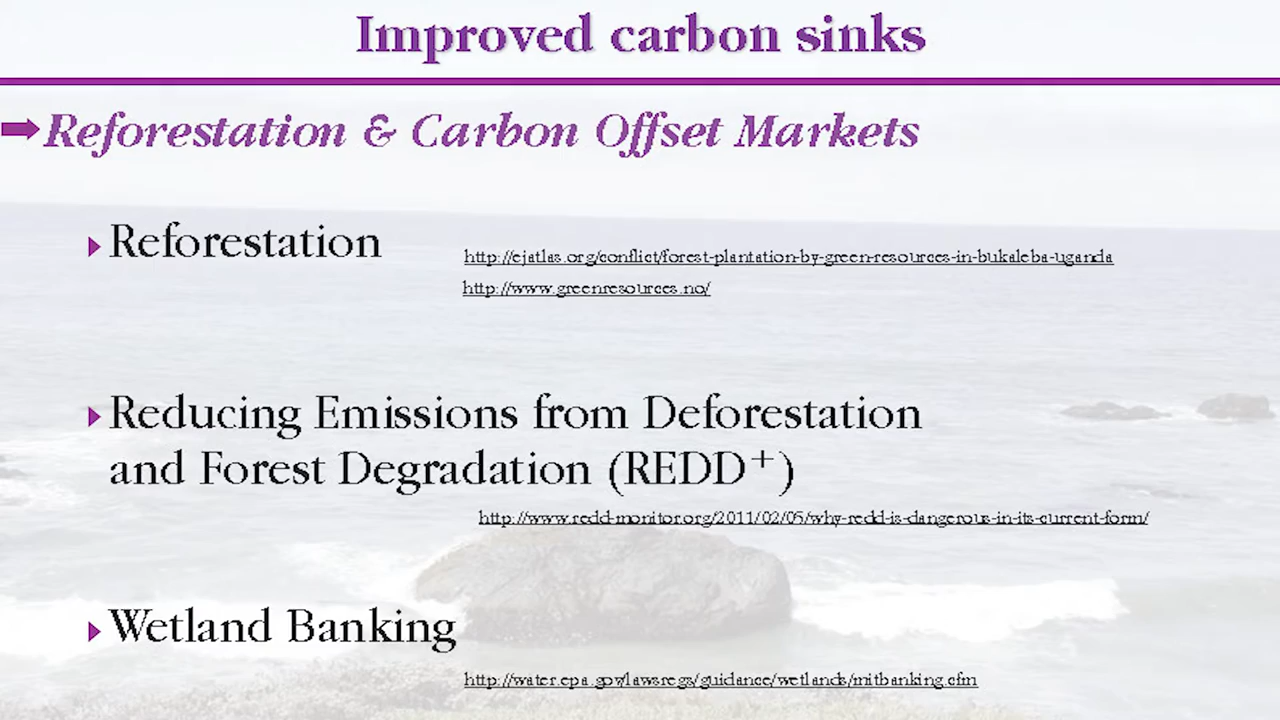 Improved carbon sinks
Reforestation & Carbon Offset Markets
Reforestation
http://ejatlas.org/conflict/forest-plantation-by-green-resources-in-bukaleba-uganda
http://www.greenresources.no/
Reducing Emissions from Deforestation
and Forest Degradation (REDD+)
http://www.redd-monitor.org/2011/02/05/why-redd-is-dangerous-in-its-current-form/
Wetland Banking
http://water.epa.gov/lawsregs/guidance/wetlands/mitbanking.cfm